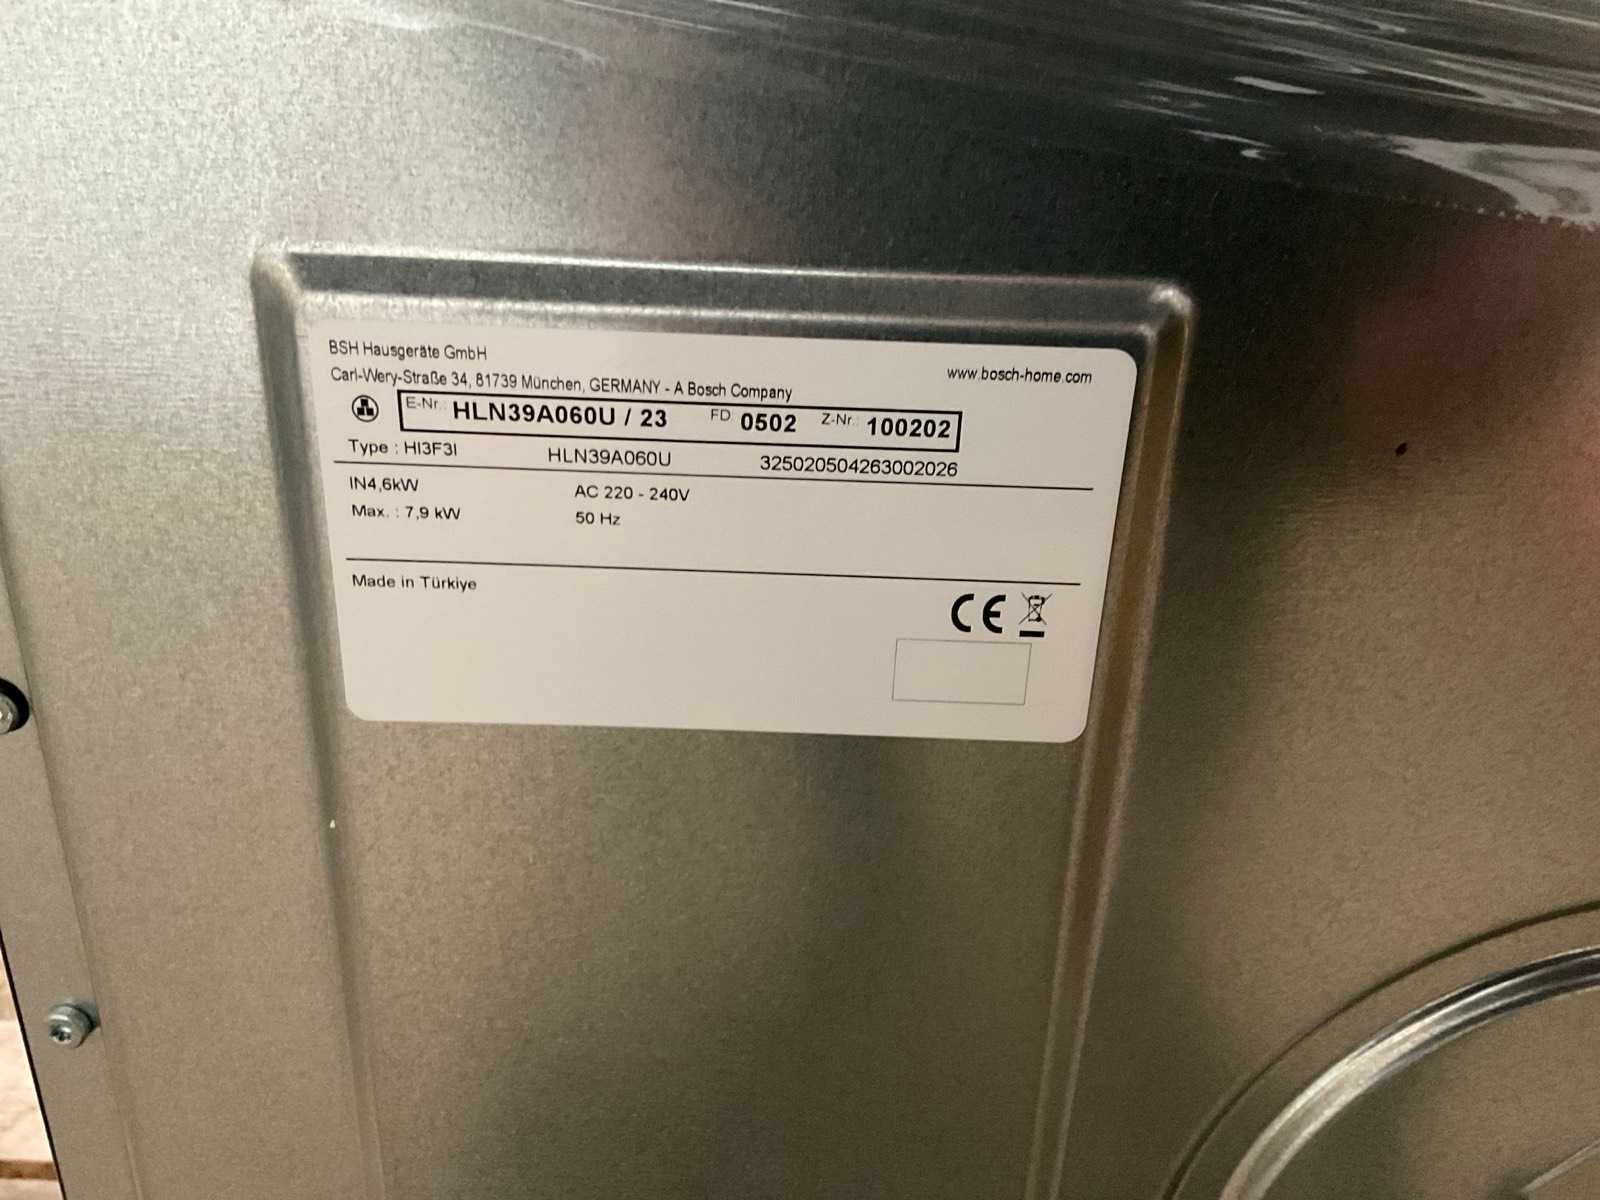 BSH Hausgeräte GmbH
www.bosch-home.com
Carl-Wery-Straße 34, 81739 München, GERMANY - A Bosch Company
E-Nr.: HLN39A060U / 23 FD 0502 Z-Nr.: 100202
Type : HI3F3I HLN39A060U 325020504263002026
IN4,6kW AC 220 - 240V
Max. : 7,9 kW 50 Hz
Made in Türkiye
CE